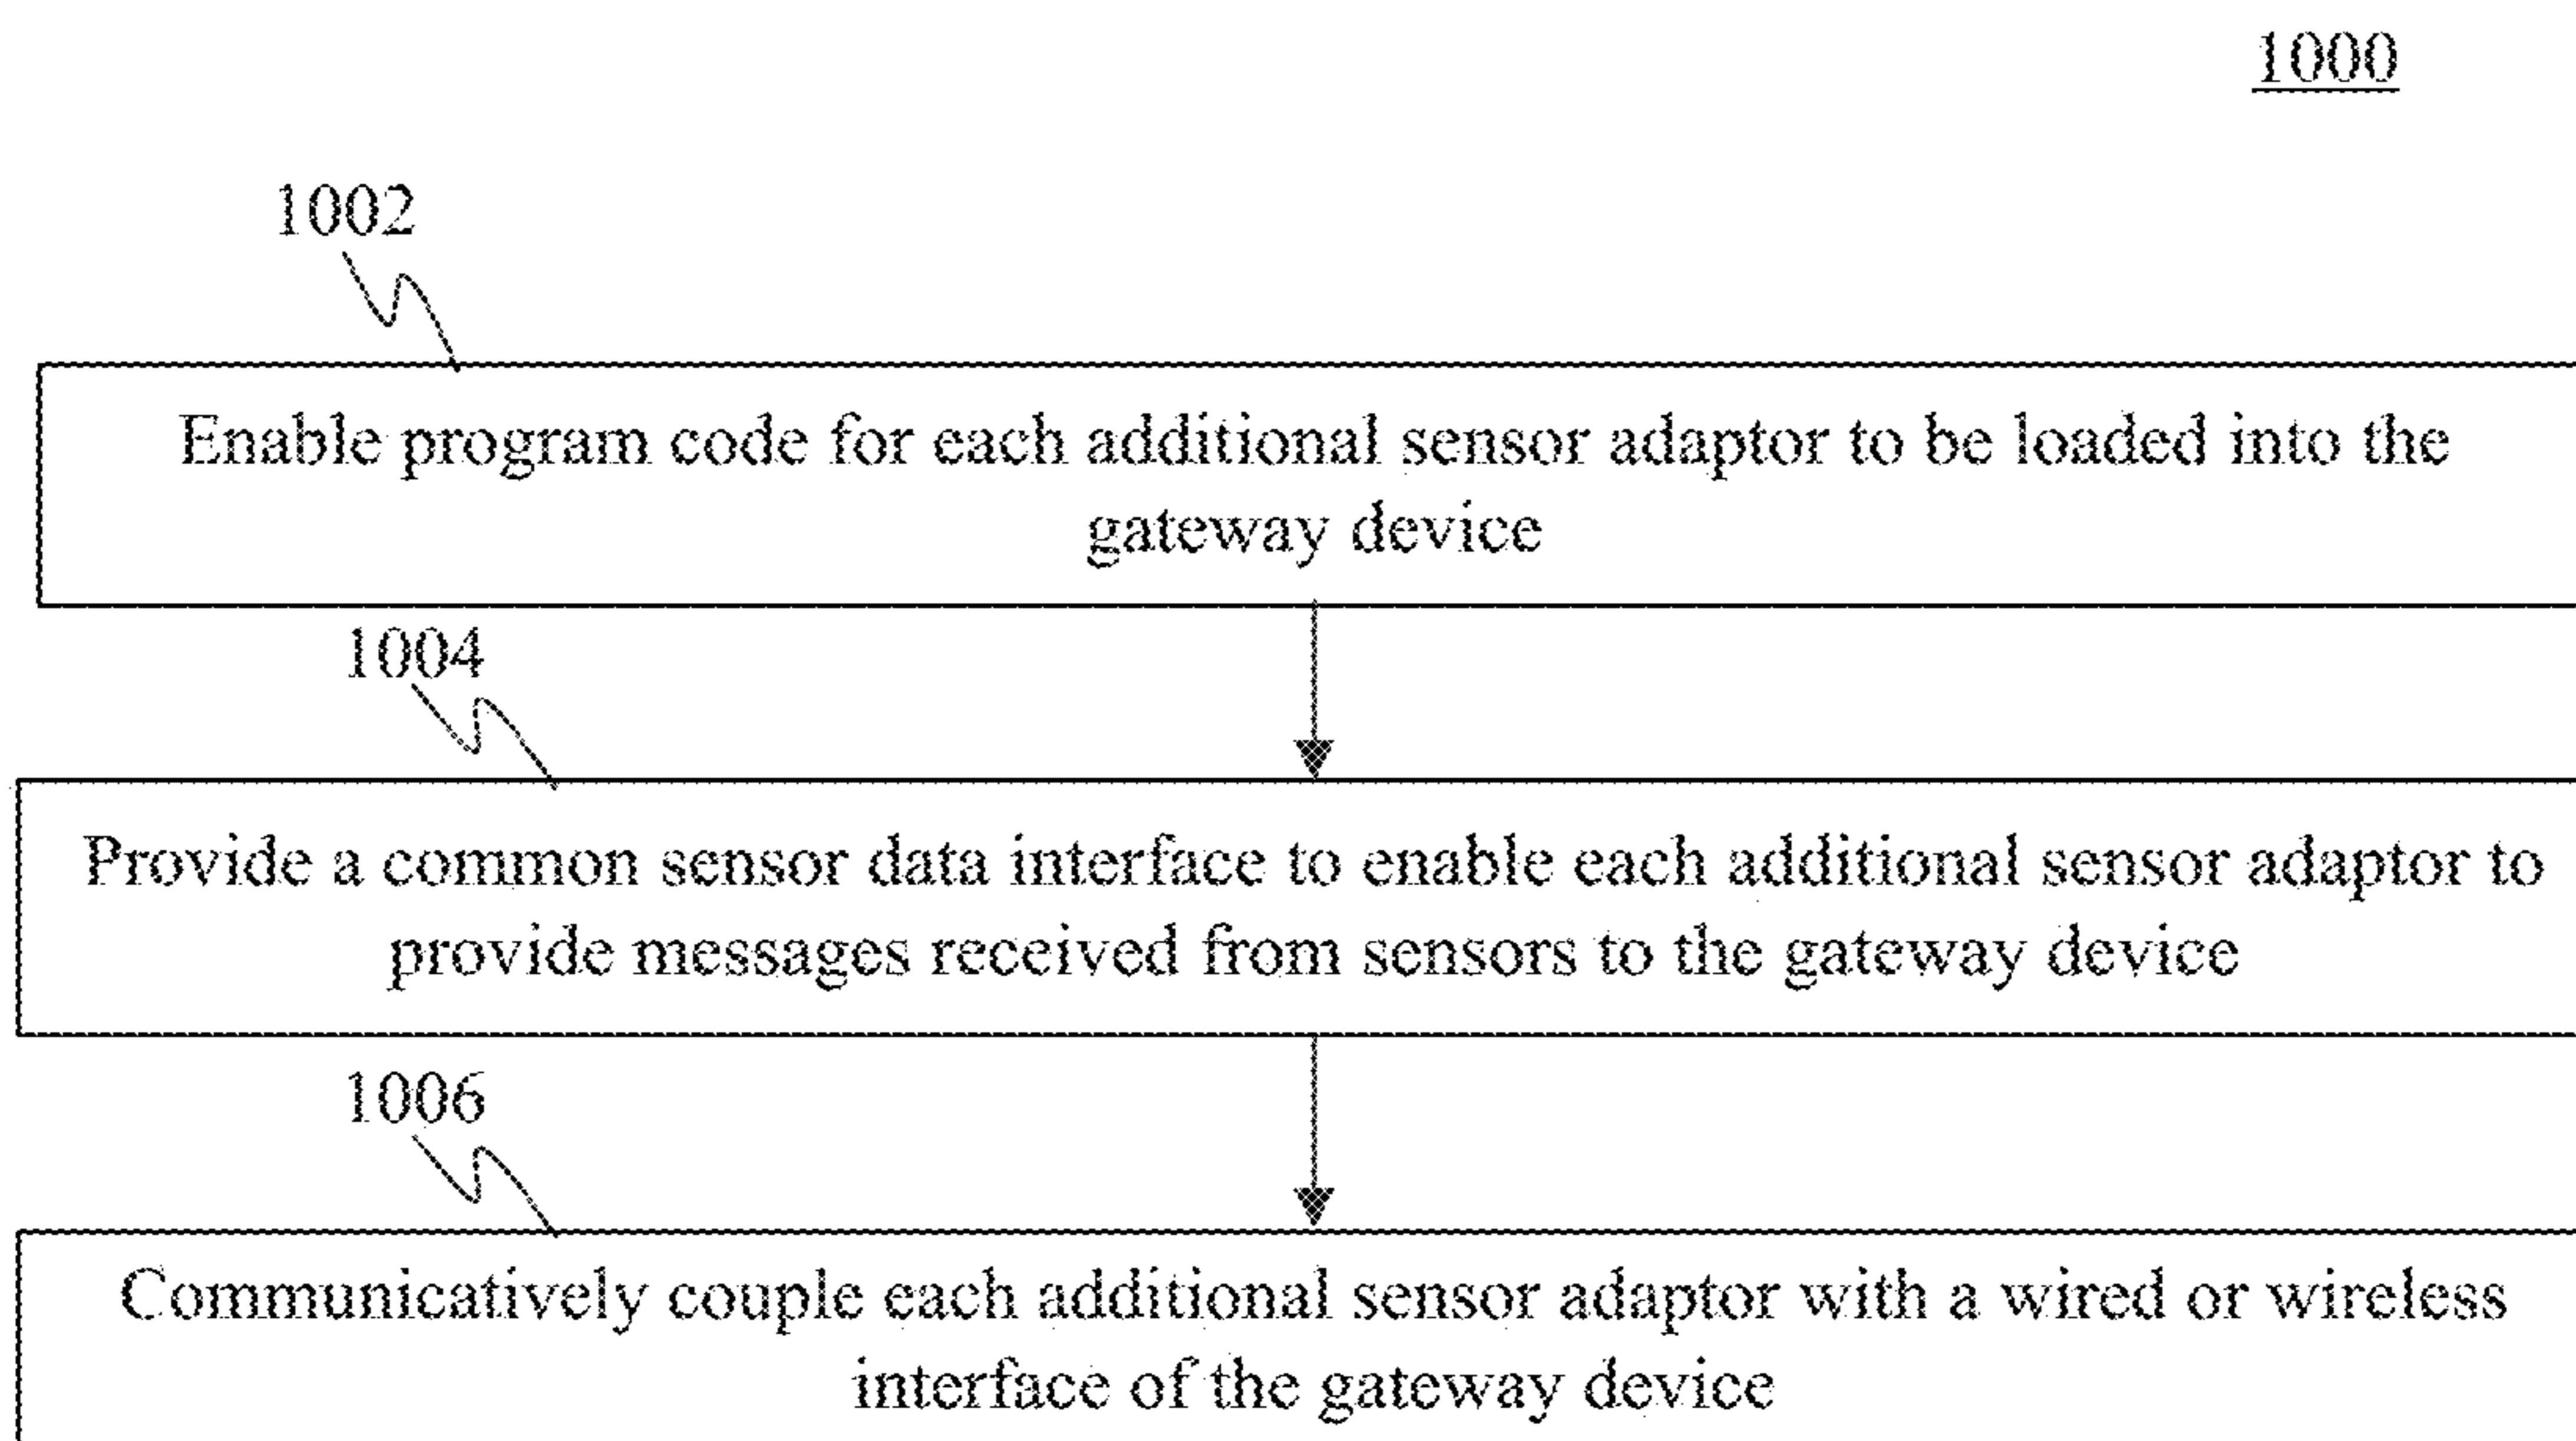 1000
1002
Enable program code for each additional sensor adaptor to be loaded into the
gateway device
1004
Provide a common sensor data interface to enable each additional sensor adaptor to
provide messages received from sensors to the gateway device
1006
Communicatively couple each additional sensor adaptor with a wired or wireless
interface of the gateway device